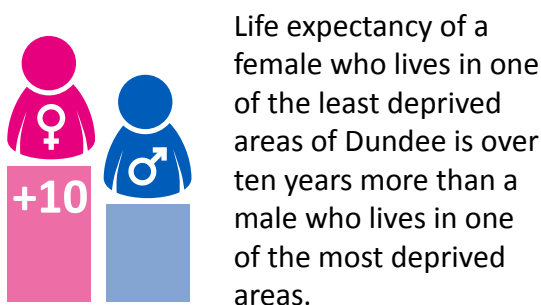 Life expectancy of a
female who lives in one
of the least deprived
areas of Dundee is over
ten years more than a
male who lives in one
of the most deprived
areas.
+10